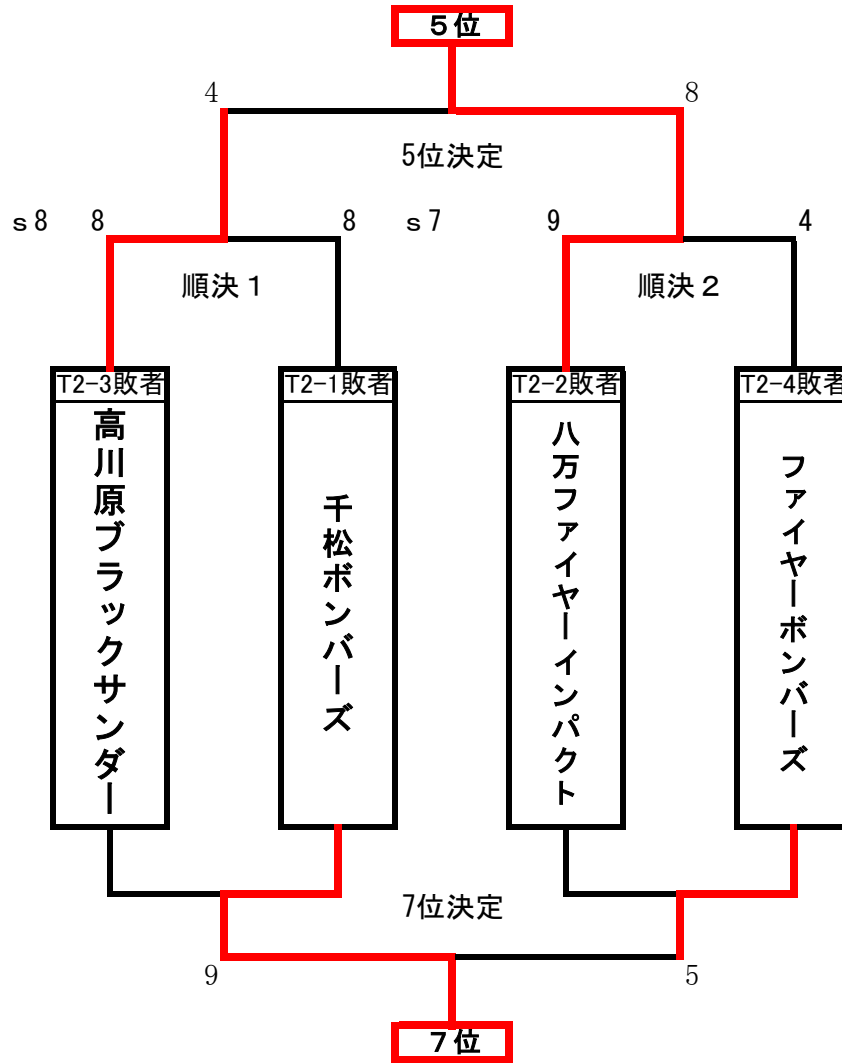 ５位
4
8
5位決定
ｓ8
8
8
ｓ7
9
4
順決１
順決２
T2-3敗者
T2-1敗者
T2-2敗者
T2-4敗者
高川原ブラックサンダー
千松ボンバーズ
八万ファイヤーインパクト
ファイヤーボンバーズ
7位決定
9
5
７位